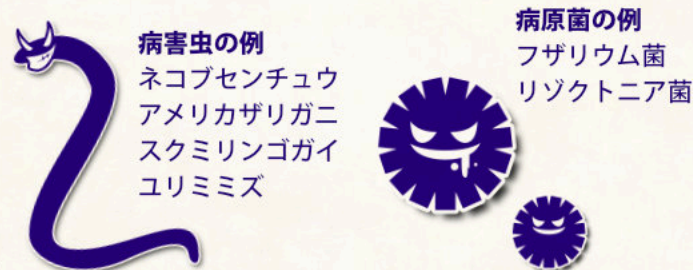 病害虫の例
ネコブセンチュウ
アメリカザリガニ
スクミリンゴガイ
ユリミミズ
病原菌の例
フザリウム菌
リゾクトニア菌